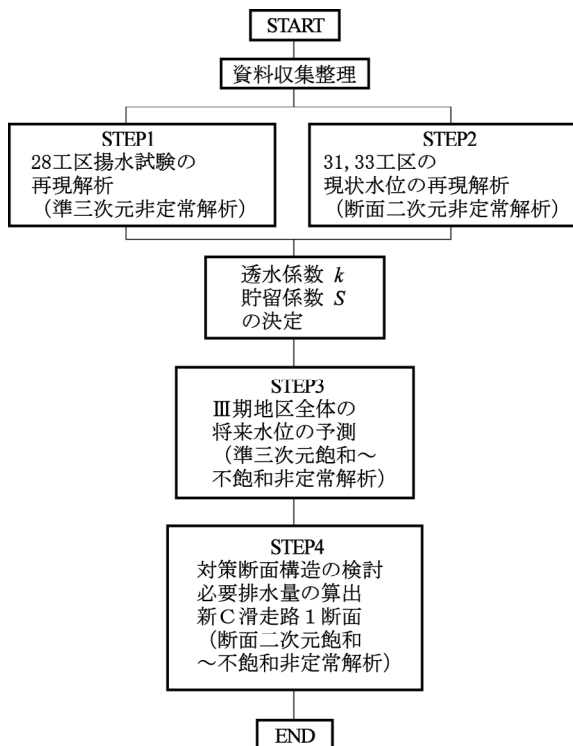 START
資料収集整理
STEP1
28工区揚水試験の
再現解析
（準三次元非定常解析）
STEP2
31,33工区の
現状水位の再現解析
（断面二次元非定常解析）
透水係数 k
貯留係数 S
の決定
STEP3
Ⅲ期地区全体の
将来水位の予測
（準三次元飽和～
不飽和非定常解析）
STEP4
対策断面構造の検討
必要排水量の算出
新Ｃ滑走路１断面
（断面二次元飽和
～不飽和非定常解析）
END